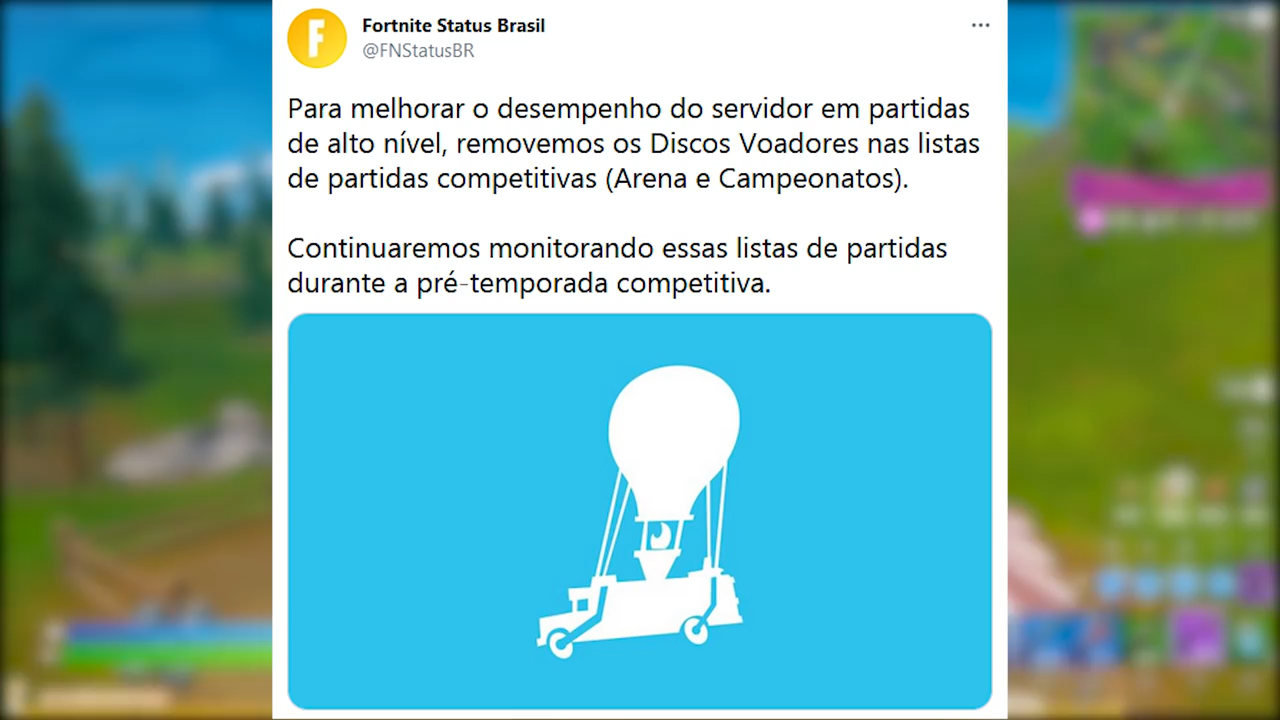 Fortnite Status Brasil
@FNStatusBR
Para melhorar o desempenho do servidor em partidas
de alto nível, removemos os Discos Voadores nas listas
de partidas competitivas (Arena e Campeonatos).
Continuaremos monitorando essas listas de partidas
durante a pré-temporada competitiva.